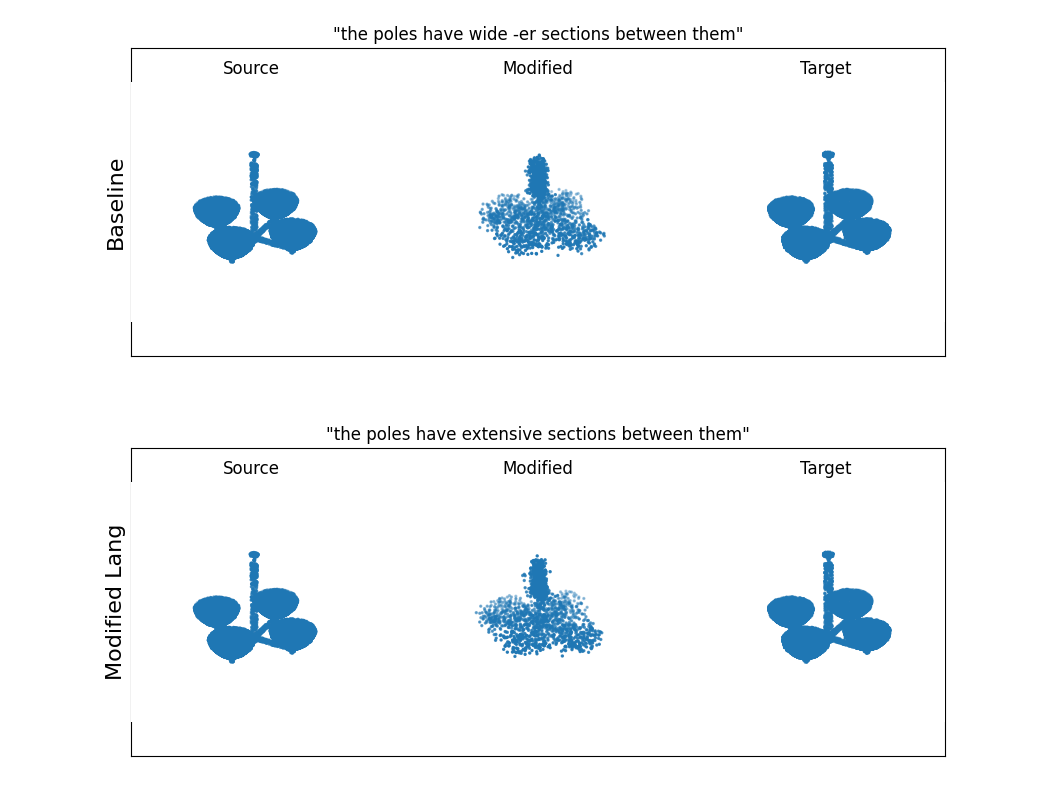 "the poles have wide -er sections between them"
Source Modified Target
Baseline
"the poles have extensive sections between them"
Source Modified Target
Modified Lang